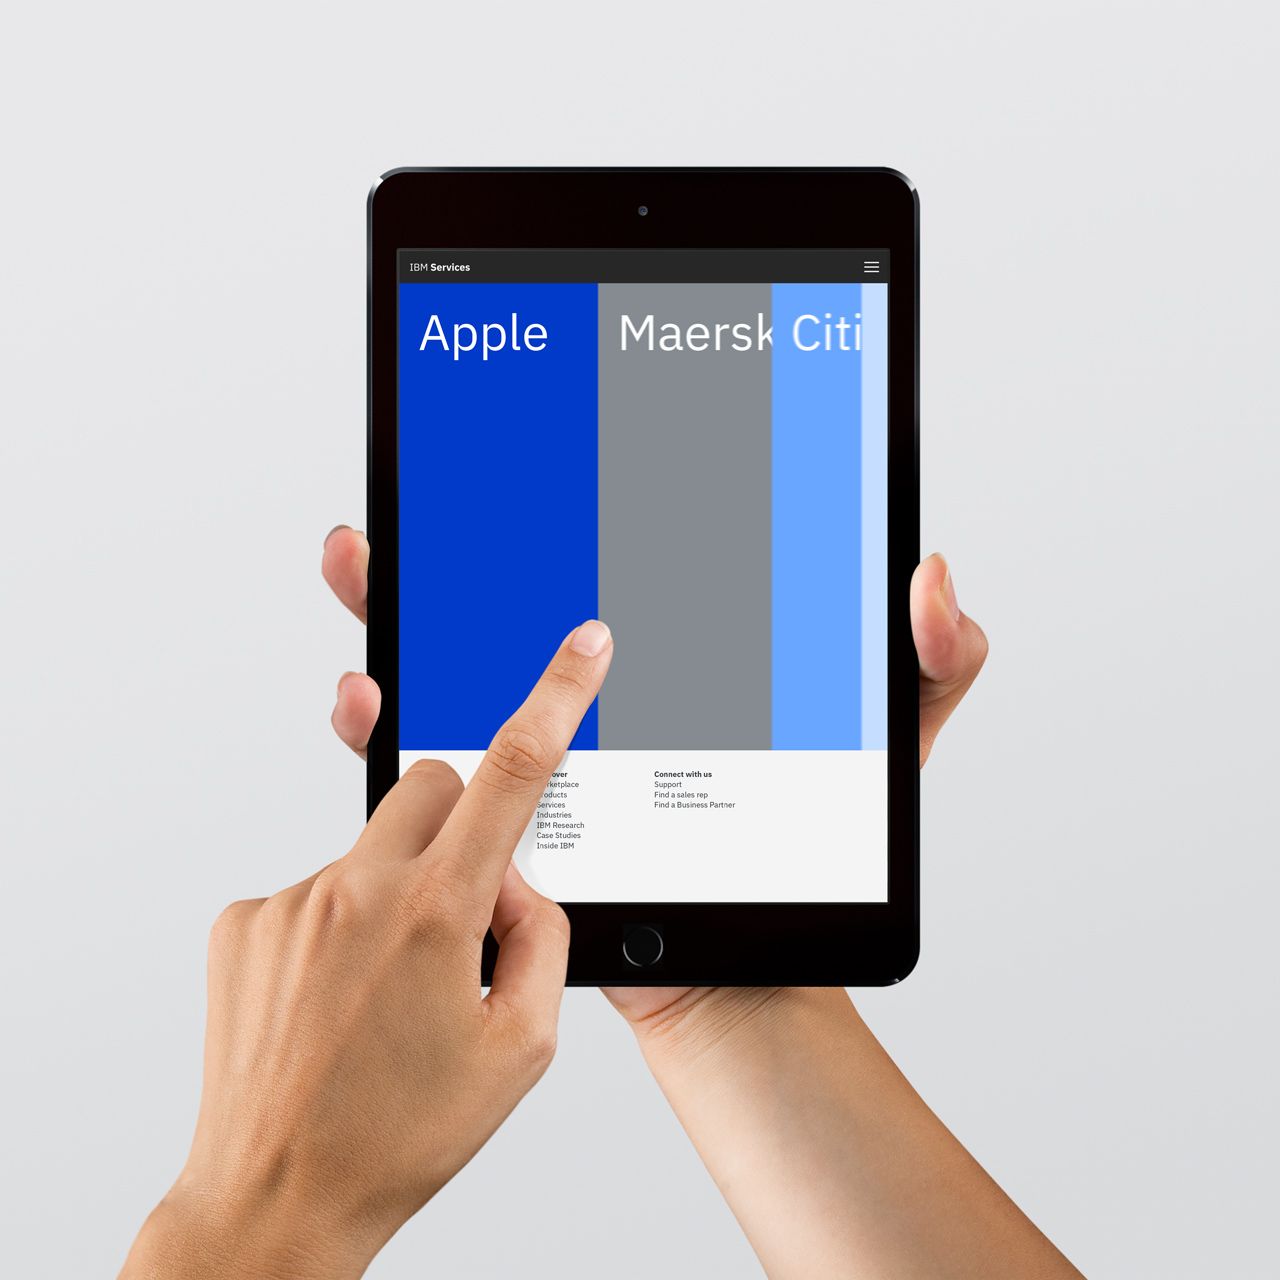 IBM Services
Apple
Maersk
Citi
Connect with us
Support
Find a sales rep
Find a Business Partner
Services
Industries
IBM Research
Case Studies
Inside IBM